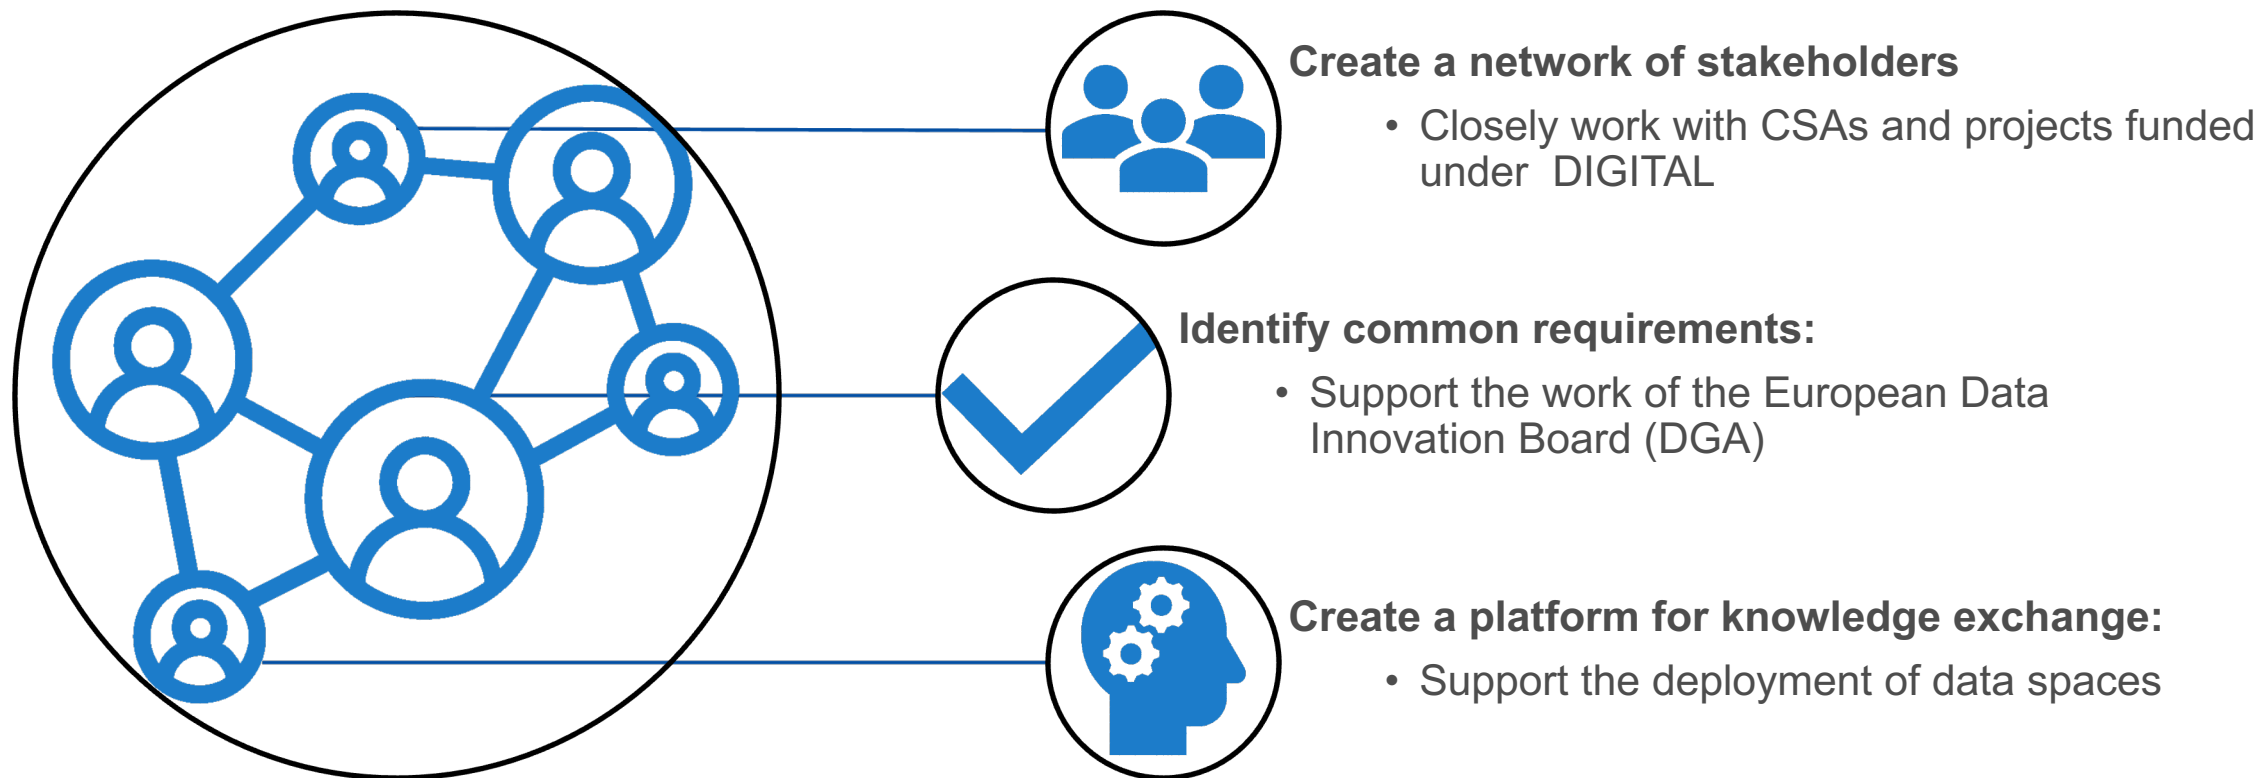 Create a network of stakeholders
• Closely work with CSAs and projects funded
under  DIGITAL
Identify common requirements:
• Support the work of the European Data
Innovation Board (DGA)
Create a platform for knowledge exchange:
• Support the deployment of data spaces